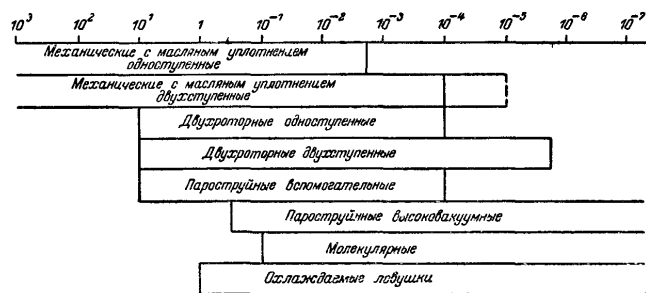 10³ 10² 10¹ 1 10⁻¹ 10⁻² 10⁻³ 10⁻⁴ 10⁻⁵ 10⁻⁶ 10⁻⁷
Механические с масляным уплотнением
одноступенные
Механические с масляным уплотнением
двухступенные
Двухроторные одноступенные
Двухроторные двухступенные
Пароструйные вспомогательные
Пароструйные высоковакуумные
Молекулярные
Охлаждаемые ловушки